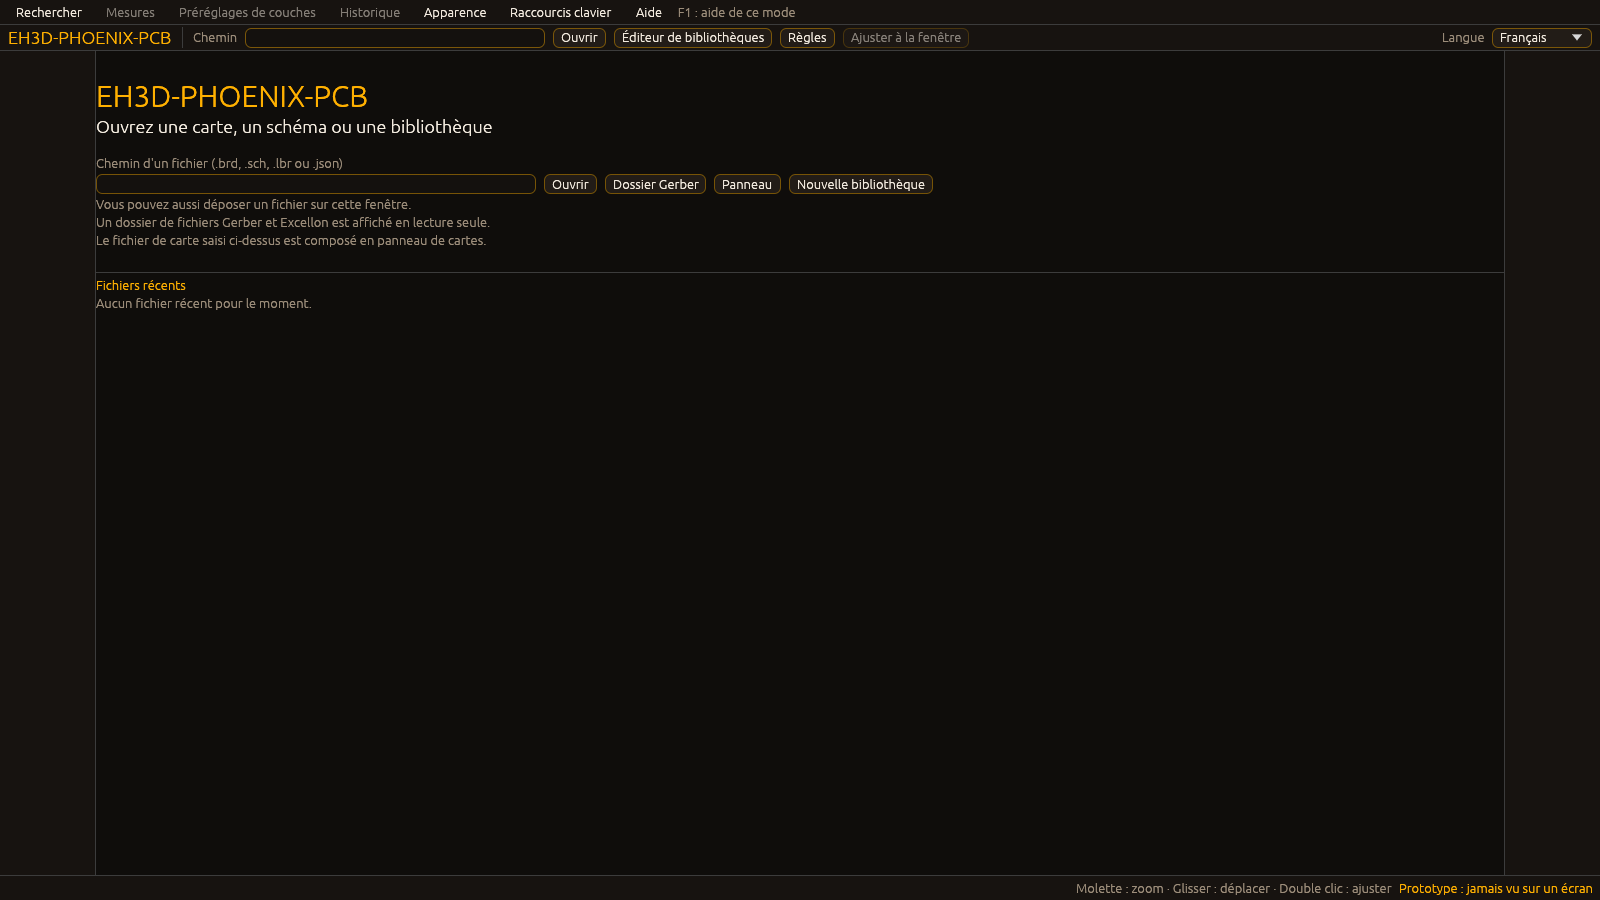 Rechercher Mesures Préréglages de couches Historique Apparence Raccourcis clavier Aide F1 : aide de ce mode
EH3D-PHOENIX-PCB Chemin Ouvrir Éditeur de bibliothèques Règles Ajuster à la fenêtre Langue Français
EH3D-PHOENIX-PCB
Ouvrez une carte, un schéma ou une bibliothèque
Chemin d'un fichier (.brd, .sch, .lbr ou .json)
Ouvrir Dossier Gerber Panneau Nouvelle bibliothèque
Vous pouvez aussi déposer un fichier sur cette fenêtre.
Un dossier de fichiers Gerber et Excellon est affiché en lecture seule.
Le fichier de carte saisi ci-dessus est composé en panneau de cartes.
Fichiers récents
Aucun fichier récent pour le moment.
Molette : zoom · Glisser : déplacer · Double clic : ajuster Prototype : jamais vu sur un écran